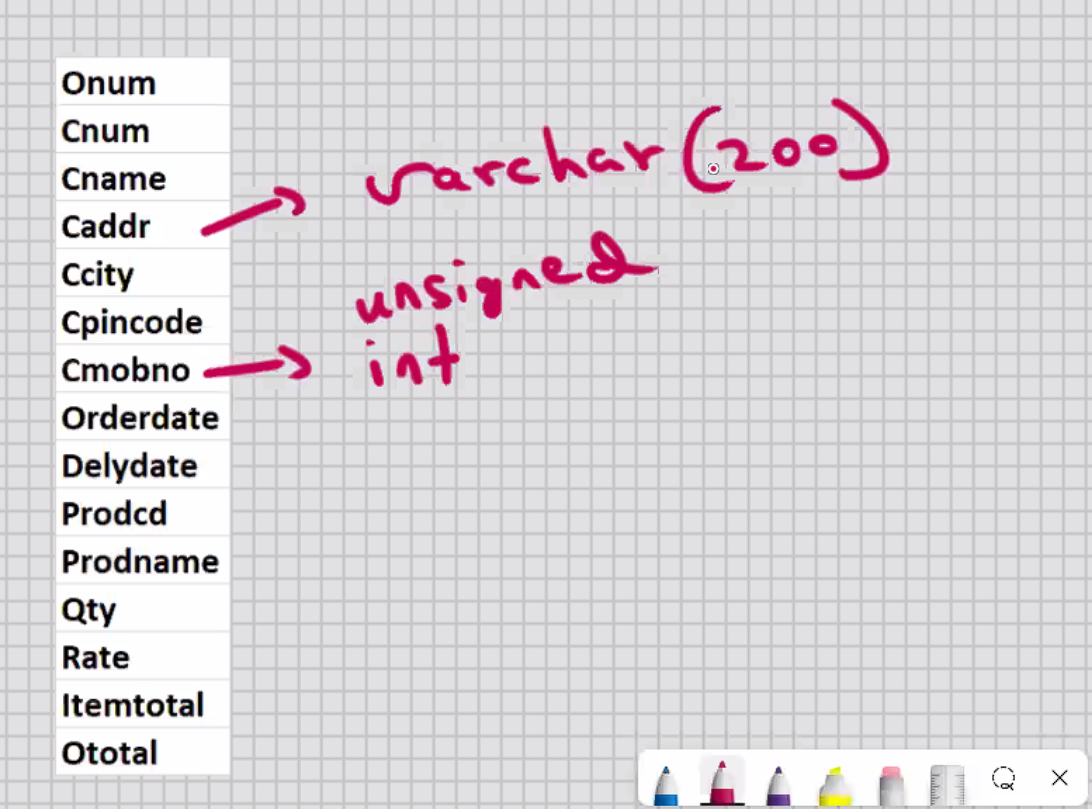 Onum
Cnum
Cname
Caddr
varchar(200)
Ccity
unsigned
Cpincode
Cmobno
int
Orderdate
Delydate
Prodcd
Prodname
Qty
Rate
Itemtotal
Ototal